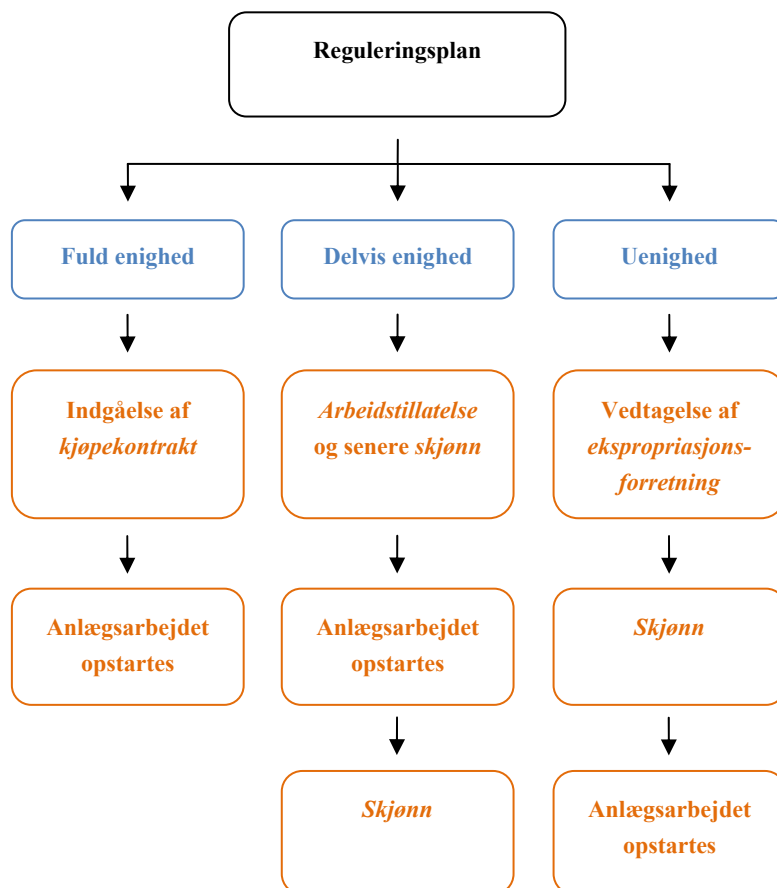 Reguleringsplan
Fuld enighed
Delvis enighed
Uenighed
Indgåelse af
kjøpekontrakt
Arbeidstillatelse
og senere skjønn
Vedtagelse af
ekspropriasjons-
forretning
Anlægsarbejdet
opstartes
Anlægsarbejdet
opstartes
Skjønn
Skjønn
Anlægsarbejdet
opstartes